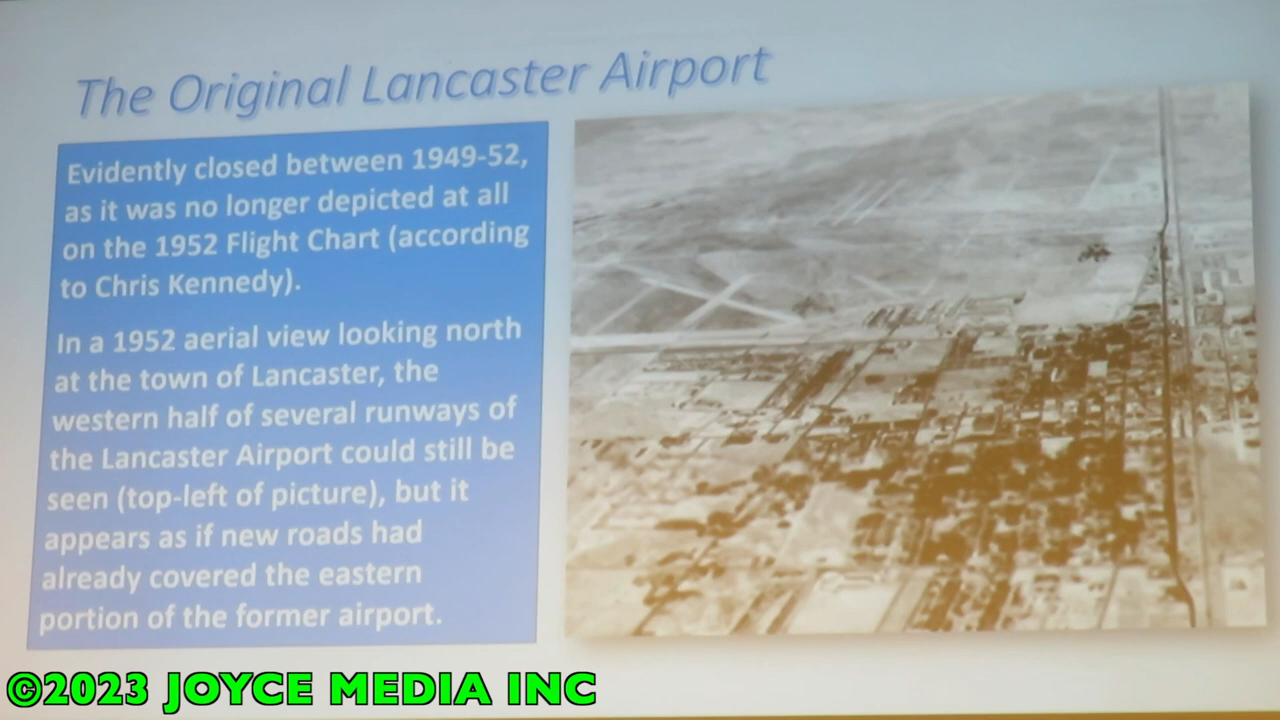 The Original Lancaster Airport
Evidently closed between 1949-52,
as it was no longer depicted at all
on the 1952 Flight Chart (according
to Chris Kennedy).
In a 1952 aerial view looking north
at the town of Lancaster, the
western half of several runways of
the Lancaster Airport could still be
seen (top-left of picture), but it
appears as if new roads had
already covered the eastern
portion of the former airport.
©2023 JOYCE MEDIA INC